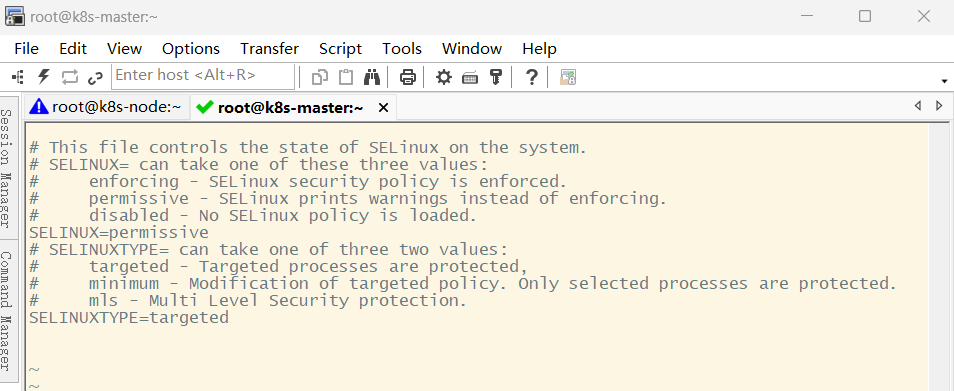 root@k8s-master:~
File Edit View Options Transfer Script Tools Window Help
Enter host <Alt+R>
root@k8s-node:~ root@k8s-master:~
Session Manager
Command Manager
# This file controls the state of SELinux on the system.
# SELINUX= can take one of these three values:
#     enforcing - SELinux security policy is enforced.
#     permissive - SELinux prints warnings instead of enforcing.
#     disabled - No SELinux policy is loaded.
SELINUX=permissive
# SELINUXTYPE= can take one of three two values:
#     targeted - Targeted processes are protected,
#     minimum - Modification of targeted policy. Only selected processes are protected.
#     mls - Multi Level Security protection.
SELINUXTYPE=targeted
~
~